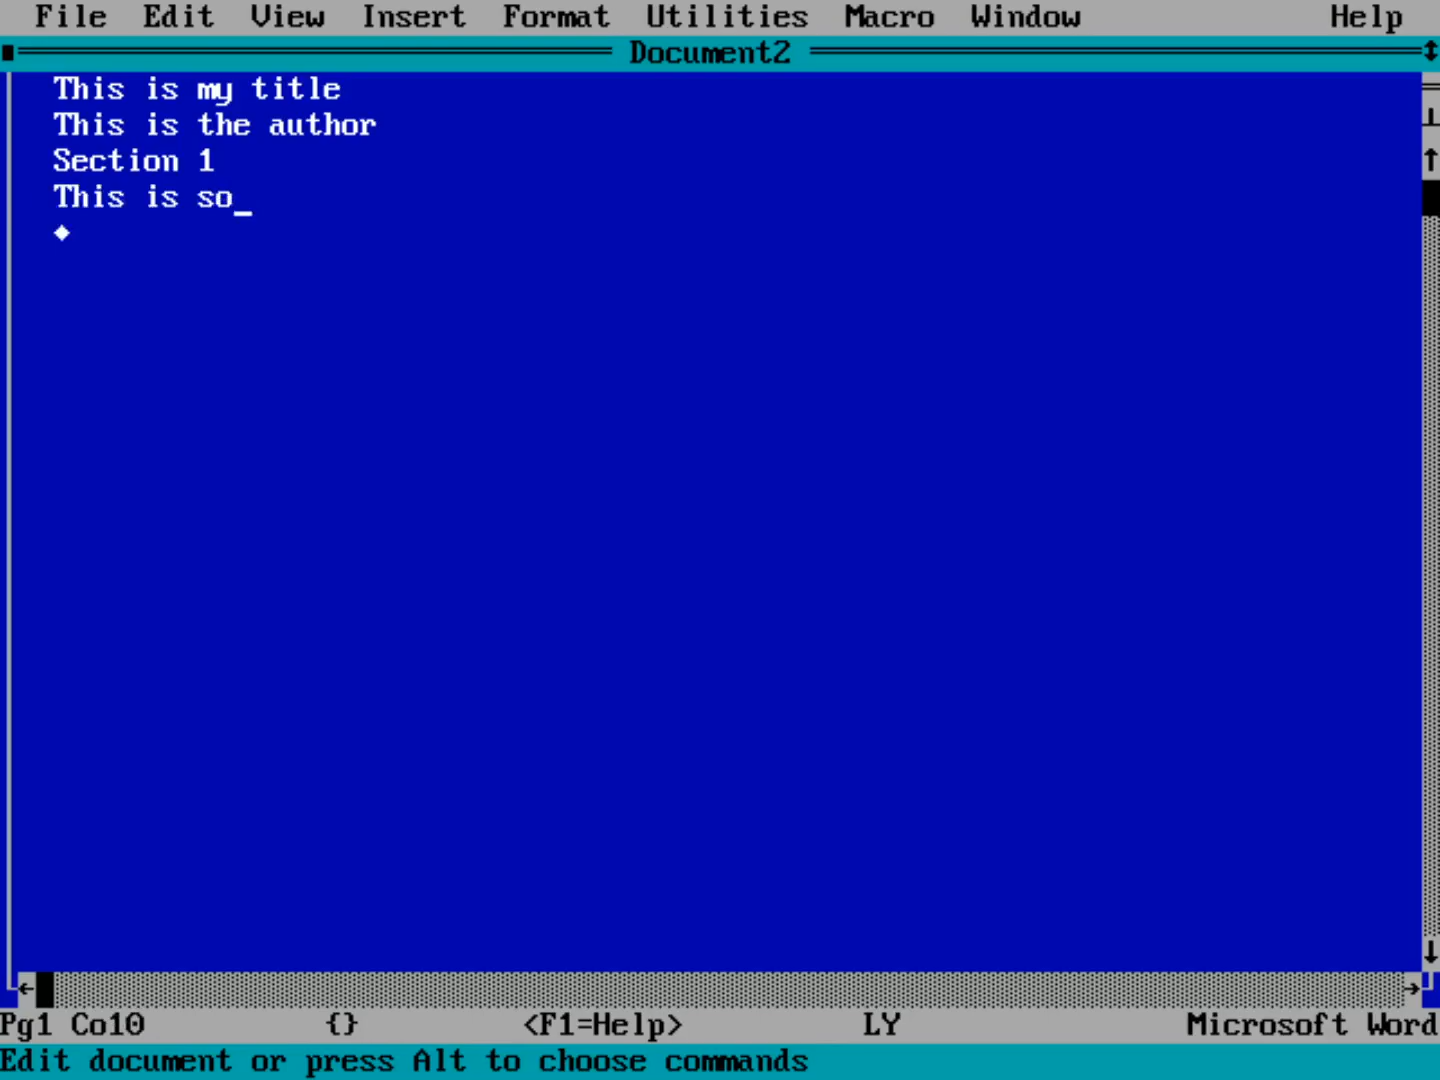 File Edit View Insert Format Utilities Macro Window Help
Document2
This is my title
This is the author
Section 1
This is so_
Pg1 Co10 {} <F1=Help> LY Microsoft Word
Edit document or press Alt to choose commands